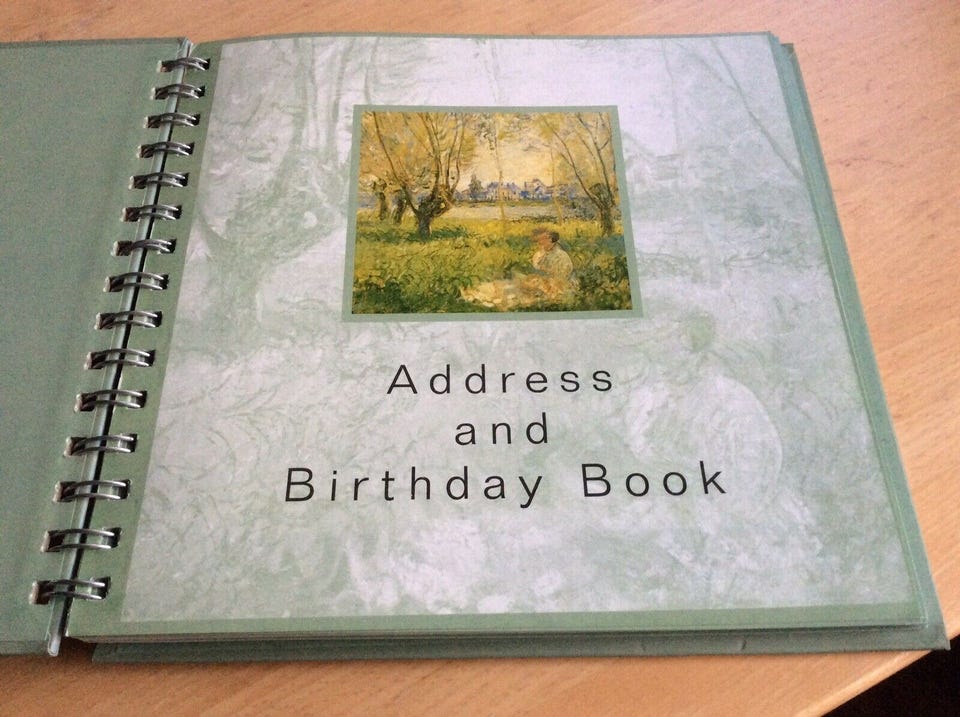 Address
and
Birthday Book